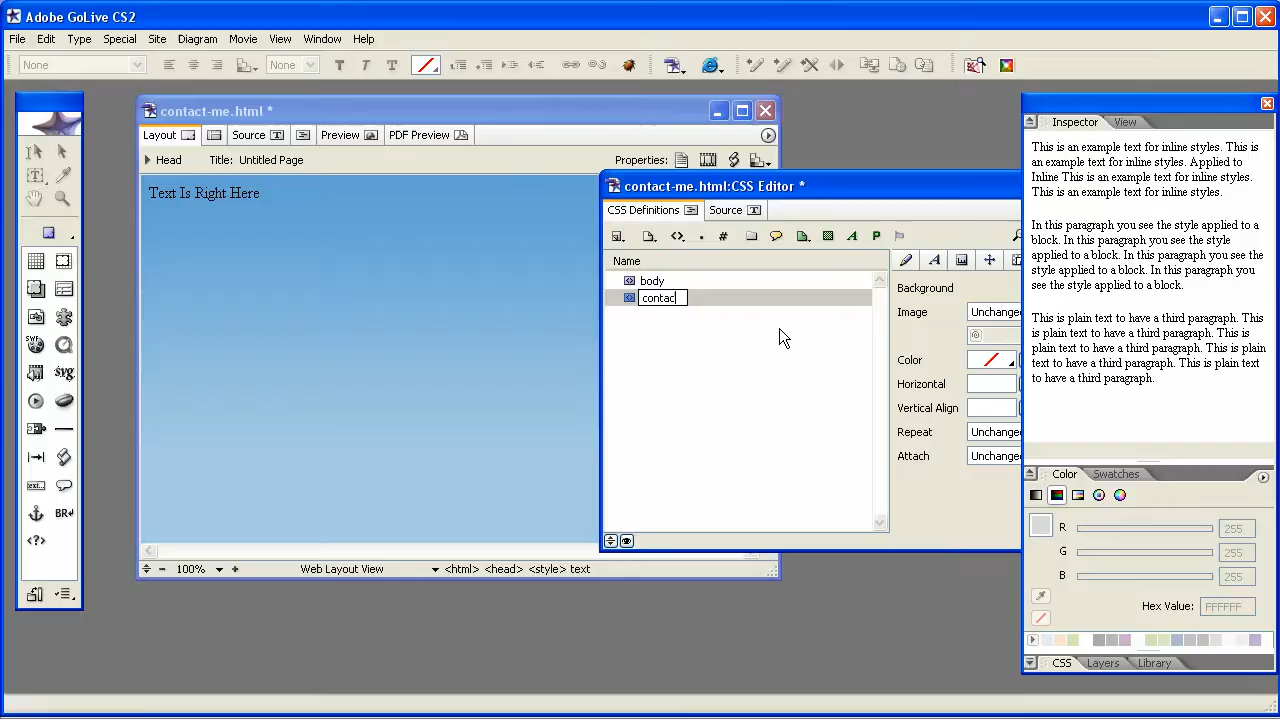 Adobe GoLive CS2
File Edit Type Special Site Diagram Movie View Window Help
None None T T T
contact-me.html *
Layout Source T Preview PDF Preview
Head Title: Untitled Page Properties:
Text Is Right Here
SWF
svg
text...
BR↵
<?>
100% Web Layout View <html> <head> <style> text
contact-me.html:CSS Editor *
CSS Definitions Source T
# A P
Name
body
contac
A
Background
Image Unchanged
Color
Horizontal
Vertical Align
Repeat Unchanged
Attach Unchanged
Inspector View
This is an example text for inline styles. This is
an example text for inline styles. Applied to
Inline This is an example text for inline styles.
This is an example text for inline styles.
In this paragraph you see the style applied to a
block. In this paragraph you see the style
applied to a block. In this paragraph you see the
style applied to a block. In this paragraph you
see the style applied to a block.
This is plain text to have a third paragraph. This
is plain text to have a third paragraph. This is
plain text to have a third paragraph. This is plain
text to have a third paragraph. This is plain text
to have a third paragraph.
Color Swatches
R 255
G 255
B 255
Hex Value: FFFFFF
CSS Layers Library